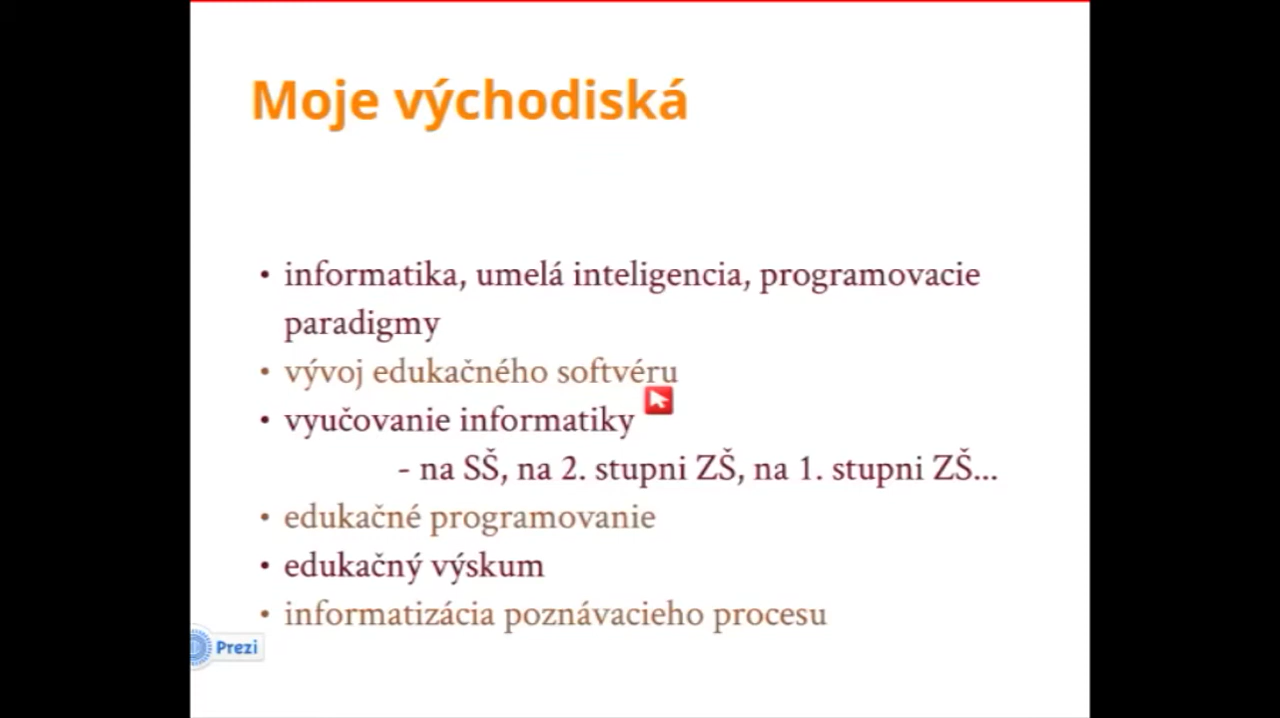 Moje východiská
• informatika, umelá inteligencia, programovacie
paradigmy
• vývoj edukačného softvéru
• vyučovanie informatiky
- na SŠ, na 2. stupni ZŠ, na 1. stupni ZŠ...
• edukačné programovanie
• edukačný výskum
• informatizácia poznávacieho procesu
Prezi